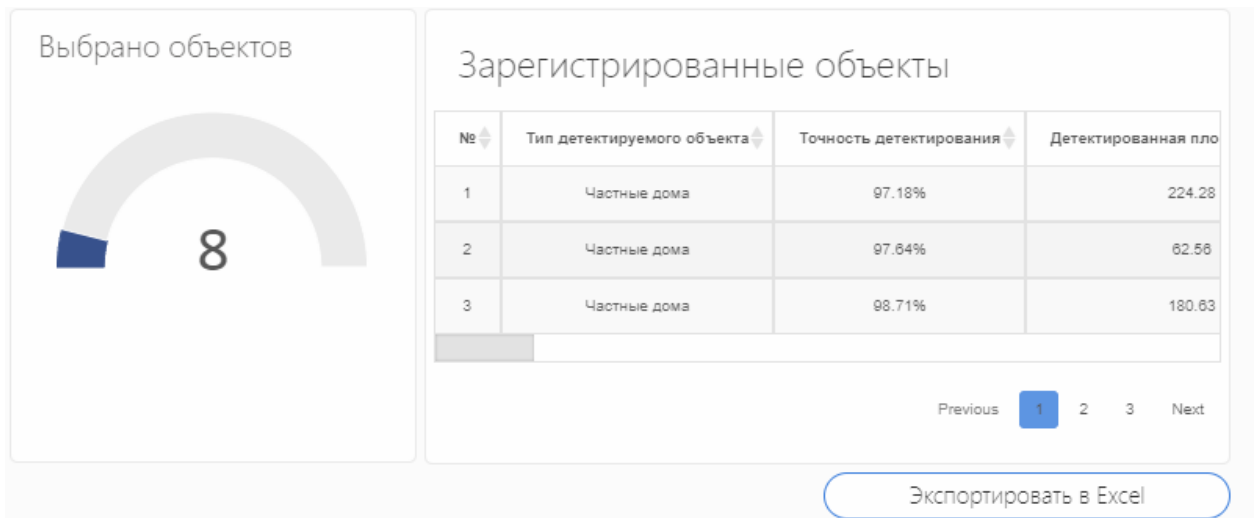 Выбрано объектов
8
Зарегистрированные объекты
№ Тип детектируемого объекта Точность детектирования Детектированная пло
1 Частные дома 97.18% 224.28
2 Частные дома 97.64% 62.56
3 Частные дома 98.71% 180.63
Previous 1 2 3 Next
Экспортировать в Excel